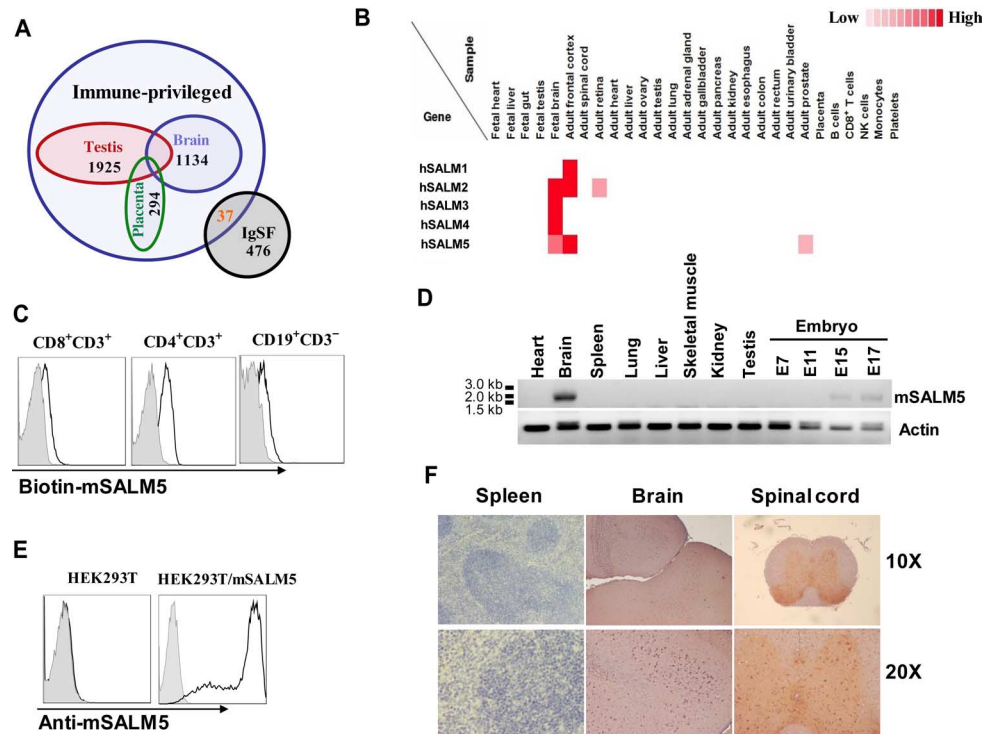 A
Immune-privileged
Testis
1925
Brain
1134
Placenta
294
37
IgSF
476
B
Low
High
Sample
Gene
Fetal heart
Fetal liver
Fetal gut
Fetal testis
Fetal brain
Adult frontal cortex
Adult spinal cord
Adult retina
Adult heart
Adult liver
Adult ovary
Adult testis
Adult lung
Adult adrenal gland
Adult gallbladder
Adult pancreas
Adult kidney
Adult esophagus
Adult colon
Adult rectum
Adult urinary bladder
Adult prostate
Placenta
B cells
CD8⁺ T cells
NK cells
Monocytes
Platelets
hSALM1
hSALM2
hSALM3
hSALM4
hSALM5
C
CD8⁺CD3⁺
CD4⁺CD3⁺
CD19⁺CD3⁻
Biotin-mSALM5
D
Heart
Brain
Spleen
Lung
Liver
Skeletal muscle
Kidney
Testis
Embryo
E7
E11
E15
E17
3.0 kb
2.0 kb
1.5 kb
mSALM5
Actin
E
HEK293T
HEK293T/mSALM5
Anti-mSALM5
F
Spleen
Brain
Spinal cord
10X
20X